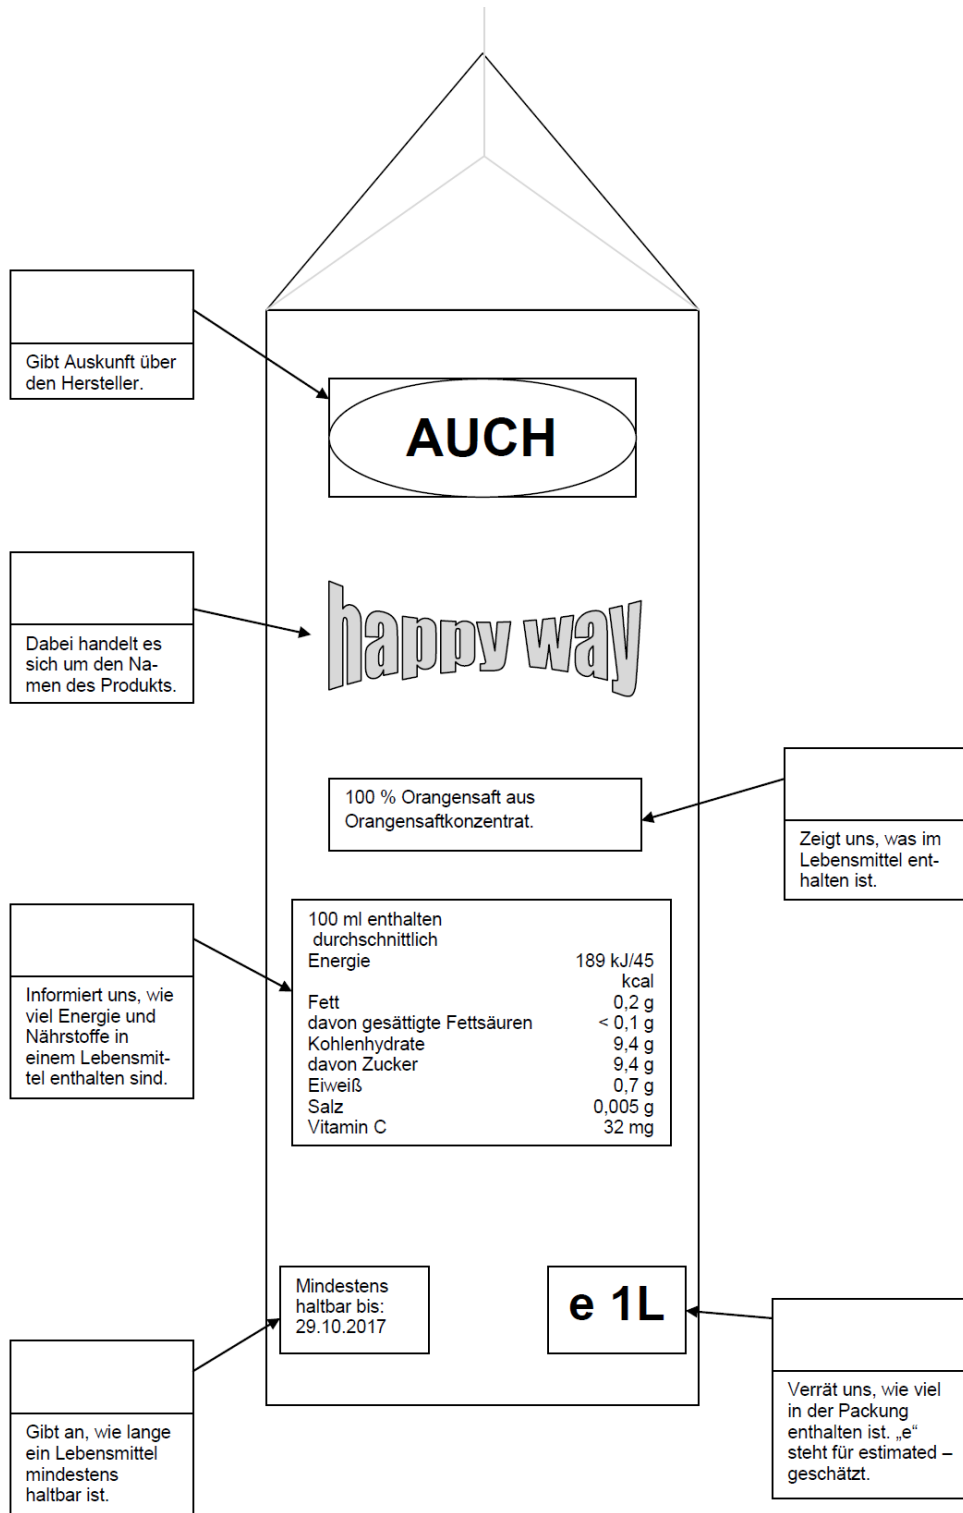 Gibt Auskunft über
den Hersteller.
AUCH
Dabei handelt es
sich um den Na-
men des Produkts.
happy way
100 % Orangensaft aus
Orangensaftkonzentrat.
Zeigt uns, was im
Lebensmittel ent-
halten ist.
Informiert uns, wie
viel Energie und
Nährstoffe in
einem Lebensmit-
tel enthalten sind.
100 ml enthalten
durchschnittlich
Energie 189 kJ/45
kcal
Fett 0,2 g
davon gesättigte Fettsäuren < 0,1 g
Kohlenhydrate 9,4 g
davon Zucker 9,4 g
Eiweiß 0,7 g
Salz 0,005 g
Vitamin C 32 mg
Mindestens
haltbar bis:
29.10.2017
e 1L
Gibt an, wie lange
ein Lebensmittel
mindestens
haltbar ist.
Verrät uns, wie viel
in der Packung
enthalten ist. „e“
steht für estimated –
geschätzt.